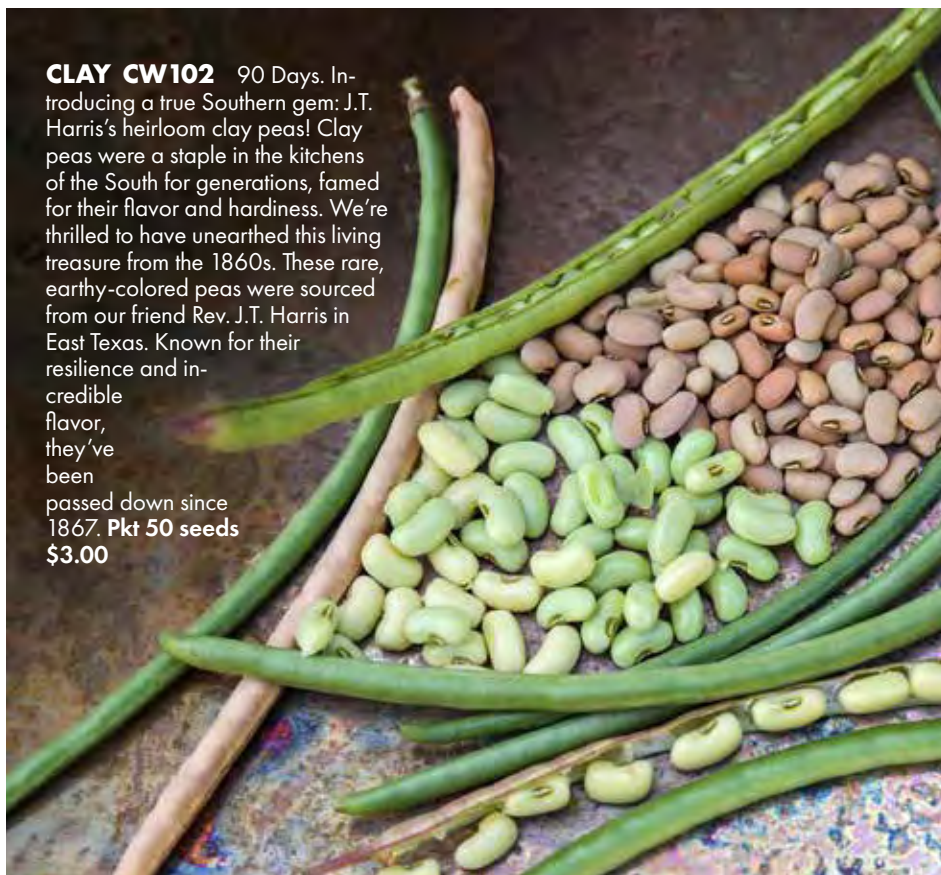 CLAY CW102 90 Days. In-
troducing a true Southern gem: J.T.
Harris's heirloom clay peas! Clay
peas were a staple in the kitchens
of the South for generations, famed
for their flavor and hardiness. We're
thrilled to have unearthed this living
treasure from the 1860s. These rare,
earthy-colored peas were sourced
from our friend Rev. J.T. Harris in
East Texas. Known for their
resilience and in-
credible
flavor,
they've
been
passed down since
1867. Pkt 50 seeds
$3.00